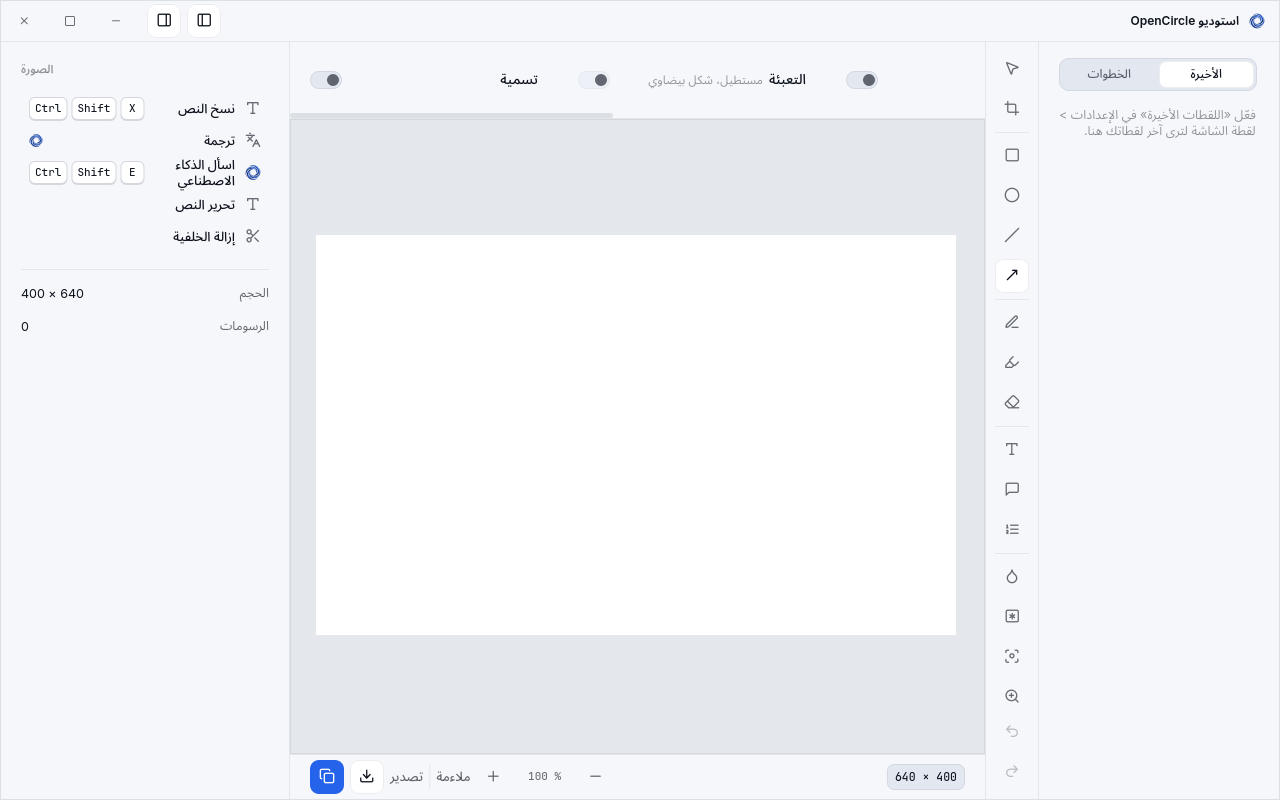 استوديو OpenCircle
الأخيرة
الخطوات
فعّل «اللقطات الأخيرة» في الإعدادات >
لقطة الشاشة لترى آخر لقطاتك هنا.
التعبئة مستطيل، شكل بيضاوي
تسمية
640 × 400
100 %
ملاءمة
تصدير
الصورة
نسخ النص Ctrl Shift X
ترجمة
اسأل الذكاء
الاصطناعي Ctrl Shift E
تحرير النص
إزالة الخلفية
الحجم 640 × 400
الرسومات 0